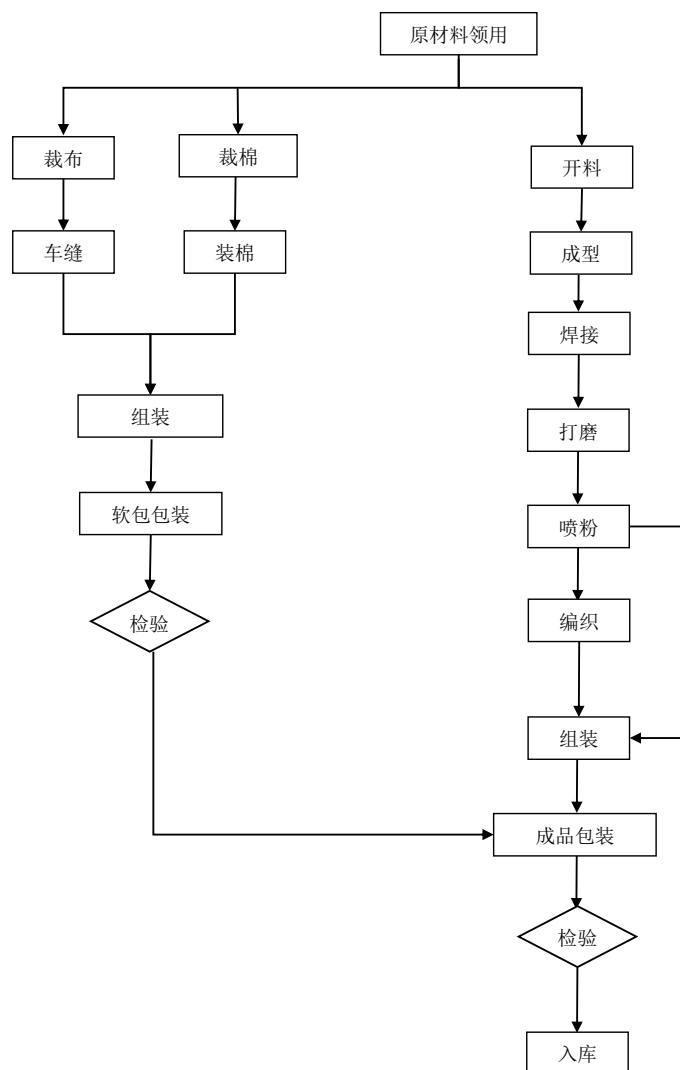 原材料领用
裁布
裁棉
开料
车缝
装棉
成型
焊接
组装
打磨
软包包装
喷粉
检验
编织
组装
成品包装
检验
入库